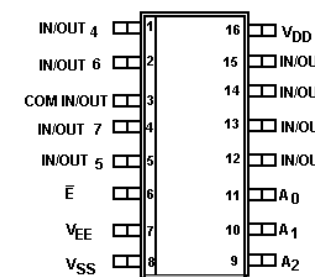 IN/OUT 4 1 16 VDD
IN/OUT 6 2 15 IN/OU
COM IN/OUT 3 14 IN/OU
IN/OUT 7 4 13 IN/OU
IN/OUT 5 5 12 IN/OU
E̅ 6 11 A0
VEE 7 10 A1
VSS 8 9 A2